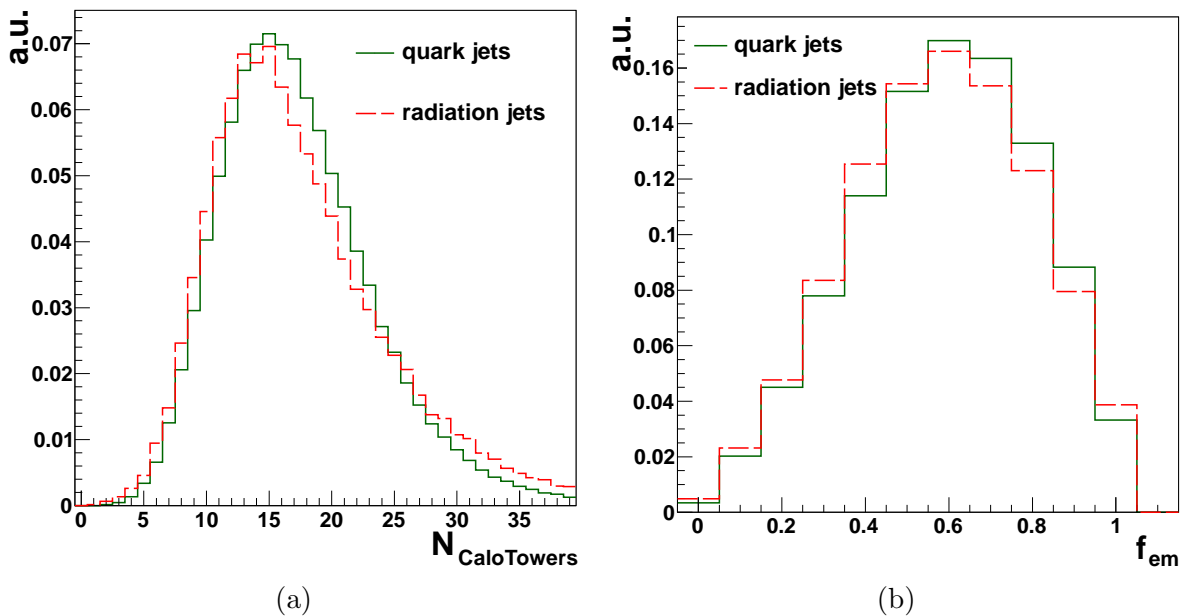 a.u.
0.07
0.06
0.05
0.04
0.03
0.02
0.01
0
quark jets
radiation jets
0 5 10 15 20 25 30 35
N CaloTowers
(a)
a.u.
0.16
0.14
0.12
0.1
0.08
0.06
0.04
0.02
0
quark jets
radiation jets
0 0.2 0.4 0.6 0.8 1
f em
(b)